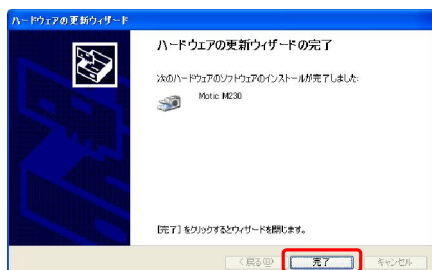 ハードウェアの更新ウィザード
ハードウェアの更新ウィザードの完了
次のハードウェアのソフトウェアのインストールが完了しました:
Motic M230
[完了] をクリックするとウィザードを閉じます。
< 戻る(B)
完了
キャンセル